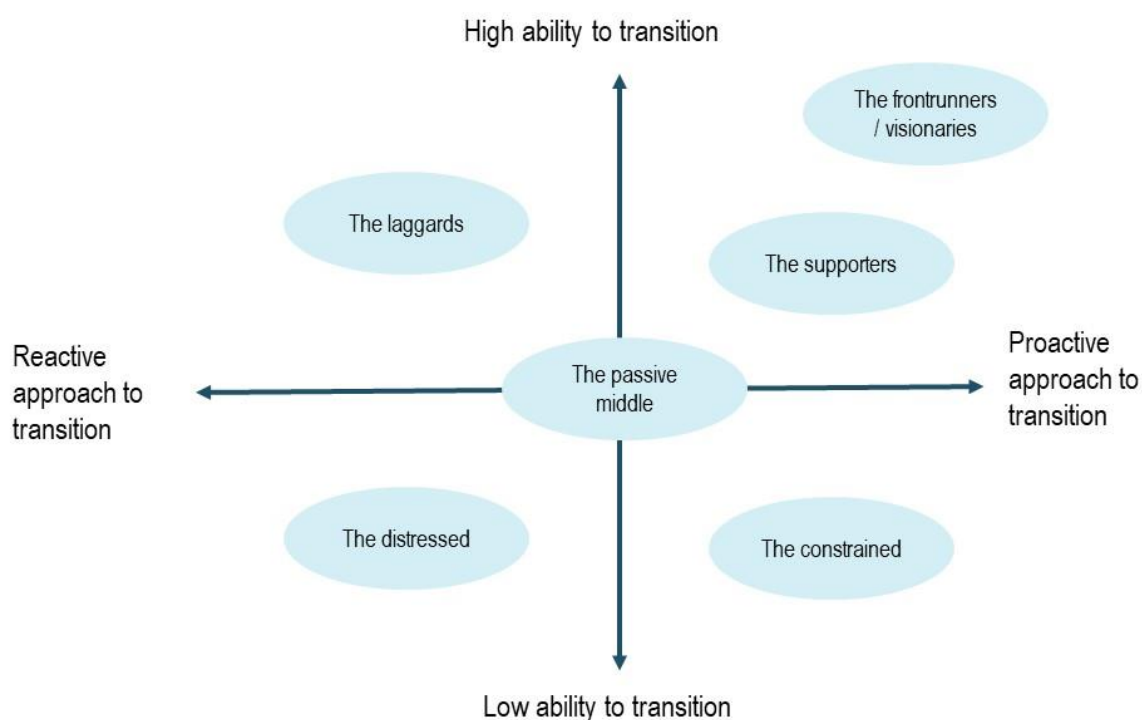 High ability to transition
The frontrunners
/ visionaries
The laggards
The supporters
Reactive
approach to
transition
The passive
middle
Proactive
approach to
transition
The distressed
The constrained
Low ability to transition